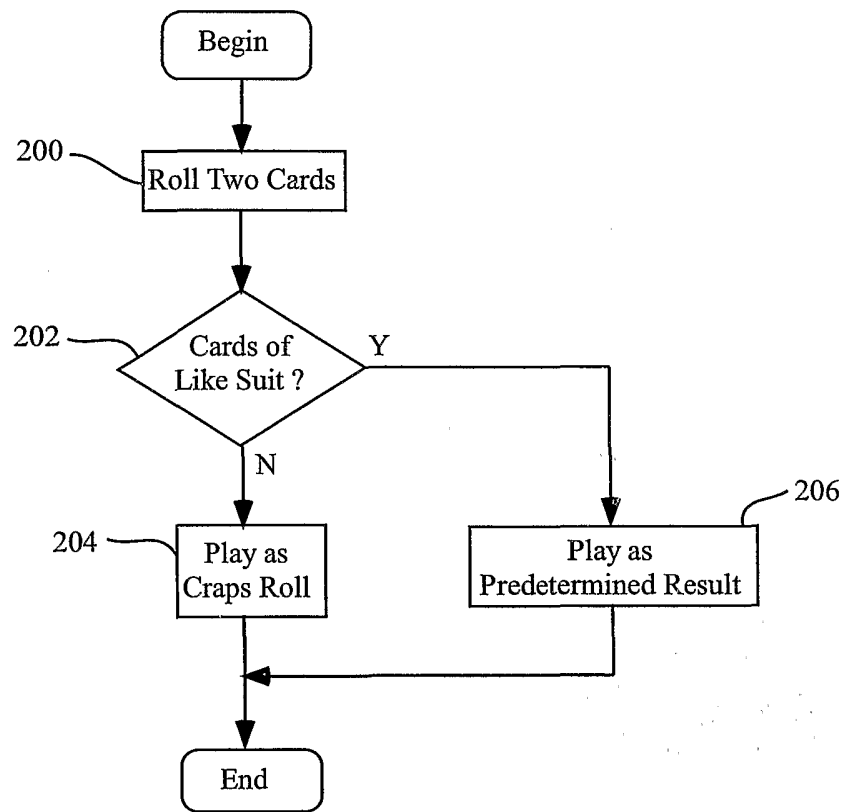 Begin
200
Roll Two Cards
202
Cards of
Like Suit ?
Y
N
206
204
Play as
Craps Roll
Play as
Predetermined Result
End